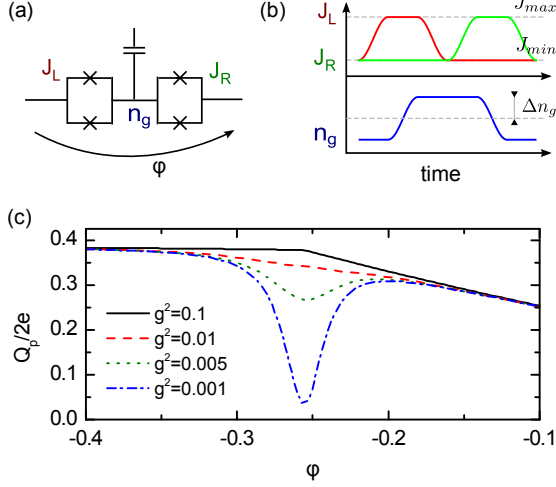 (a)
J_L
J_R
n_g
φ
(b)
J_L
J_max
J_min
J_R
Δn_g
n_g
time
(c)
Q_p/2e
0.4
0.3
0.2
0.1
0.0
g²=0.1
g²=0.01
g²=0.005
g²=0.001
-0.4 -0.3 -0.2 -0.1
φ